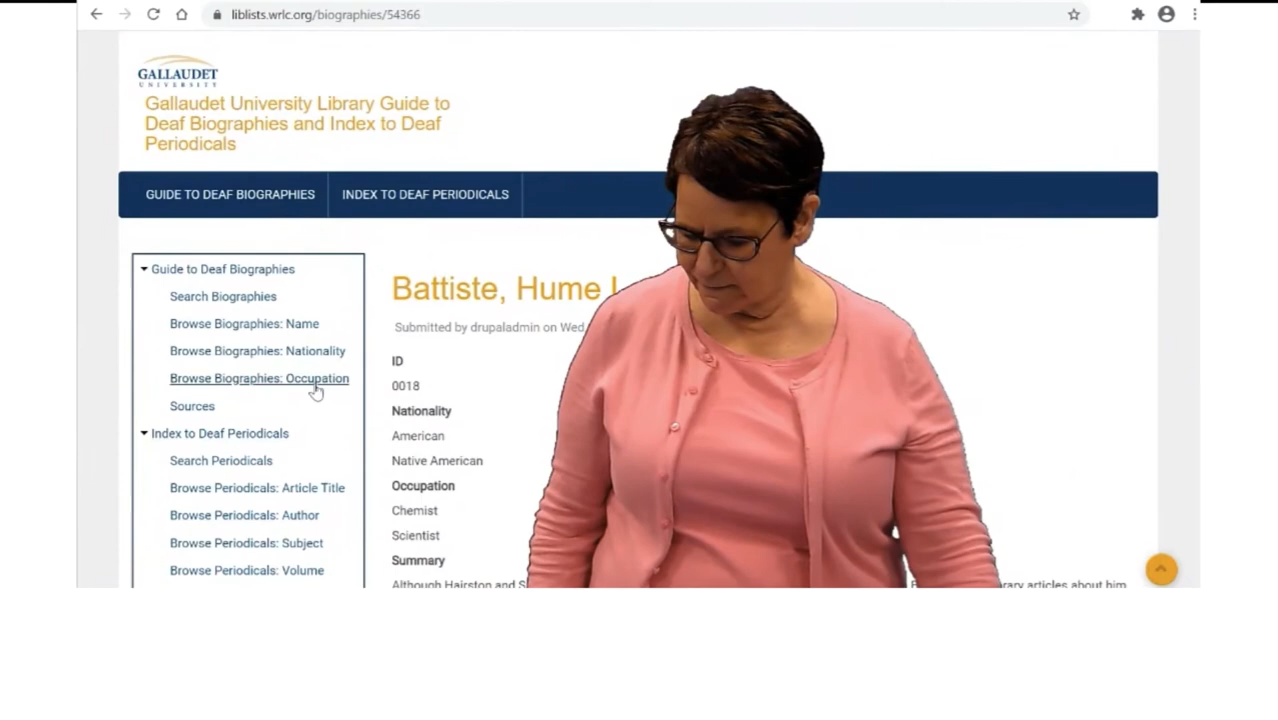 liblists.wrlc.org/biographies/54366
GALLAUDET
UNIVERSITY
Gallaudet University Library Guide to
Deaf Biographies and Index to Deaf
Periodicals
GUIDE TO DEAF BIOGRAPHIES
INDEX TO DEAF PERIODICALS
Guide to Deaf Biographies
Search Biographies
Browse Biographies: Name
Browse Biographies: Nationality
Browse Biographies: Occupation
Sources
Index to Deaf Periodicals
Search Periodicals
Browse Periodicals: Article Title
Browse Periodicals: Author
Browse Periodicals: Subject
Browse Periodicals: Volume
Battiste, Hume
Submitted by drupaladmin on Wed,
ID
0018
Nationality
American
Native American
Occupation
Chemist
Scientist
Summary
Although Hairston and articles about him